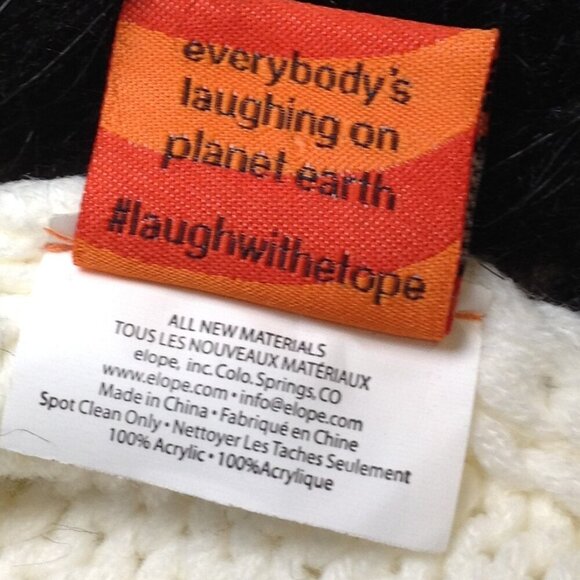 everybody's
laughing on
planet earth
#laughwithelope
ALL NEW MATERIALS
TOUS LES NOUVEAUX MATÉRIAUX
elope, inc. Colo. Springs, CO
www.elope.com • info@elope.com
Made in China • Fabriqué en Chine
Spot Clean Only • Nettoyer Les Taches Seulement
100% Acrylic • 100%Acrylique